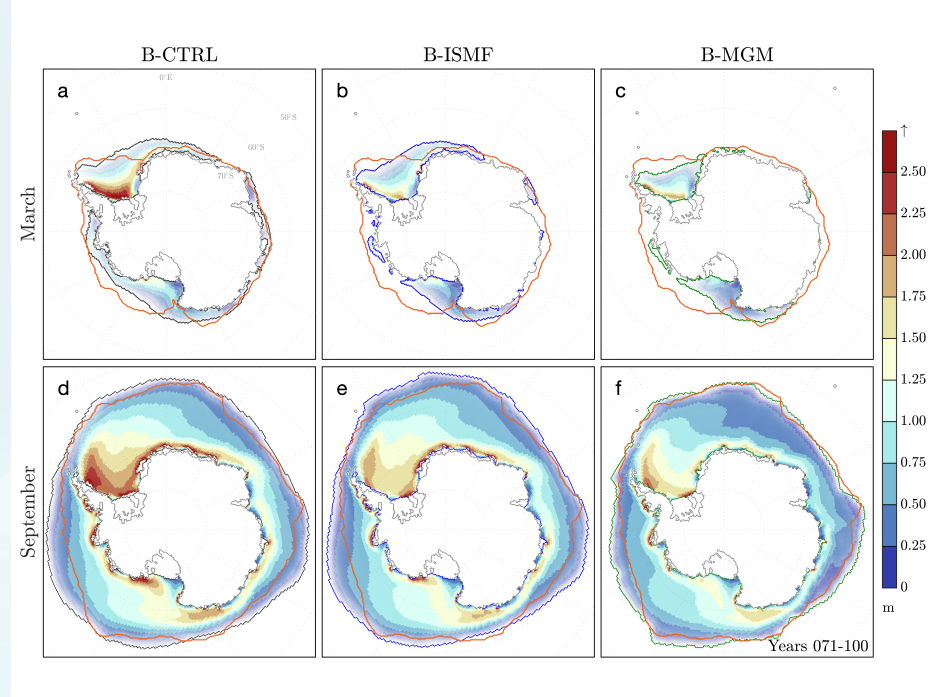 B-CTRL B-ISMF B-MGM
a b c
0°E
50°S
60°S
70°S
March
↑
2.50
2.25
2.00
1.75
1.50
1.25
1.00
0.75
0.50
0.25
0
m
d e f
September
Years 071-100